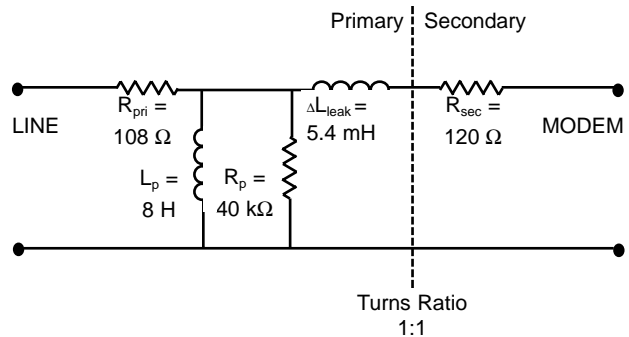 Primary
Secondary
R_pri =
108 Ω
ΔL_leak =
5.4 mH
R_sec =
120 Ω
LINE
MODEM
L_p =
8 H
R_p =
40 kΩ
Turns Ratio
1:1